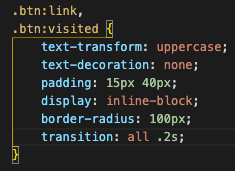 .btn:link,
.btn:visited {
    text-transform: uppercase;
    text-decoration: none;
    padding: 15px 40px;
    display: inline-block;
    border-radius: 100px;
    transition: all .2s;
}